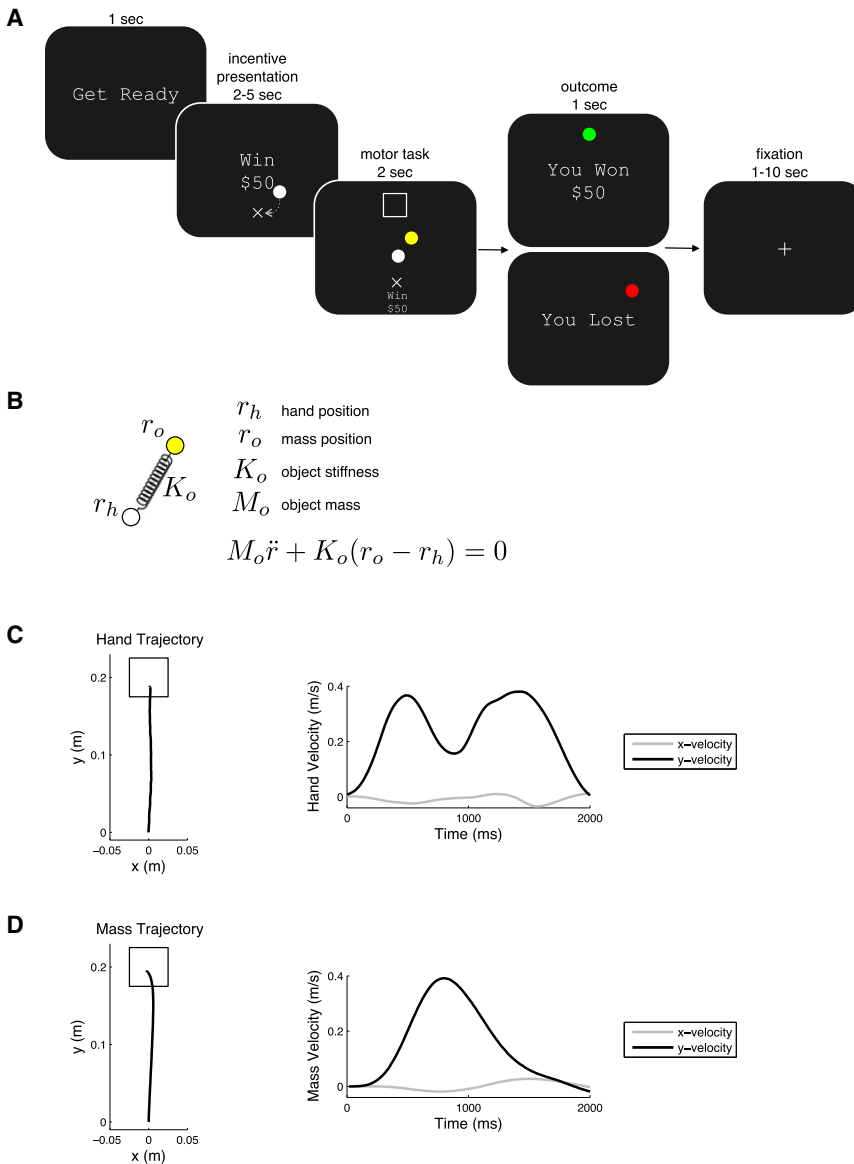 A
1 sec
Get Ready
incentive
presentation
2-5 sec
Win
$50
motor task
2 sec
Win
$50
outcome
1 sec
You Won
$50
You Lost
fixation
1-10 sec
B
r_o
K_o
r_h
r_h hand position
r_o mass position
K_o object stiffness
M_o object mass
M_o r̈ + K_o(r_o − r_h) = 0
C
Hand Trajectory
y (m)
0.2
0.1
0
−0.05 0 0.05
x (m)
Hand Velocity (m/s)
0.4
0.2
0
0 1000 2000
Time (ms)
x−velocity
y−velocity
D
Mass Trajectory
y (m)
0.2
0.1
0
−0.05 0 0.05
x (m)
Mass Velocity (m/s)
0.4
0.2
0
0 1000 2000
Time (ms)
x−velocity
y−velocity